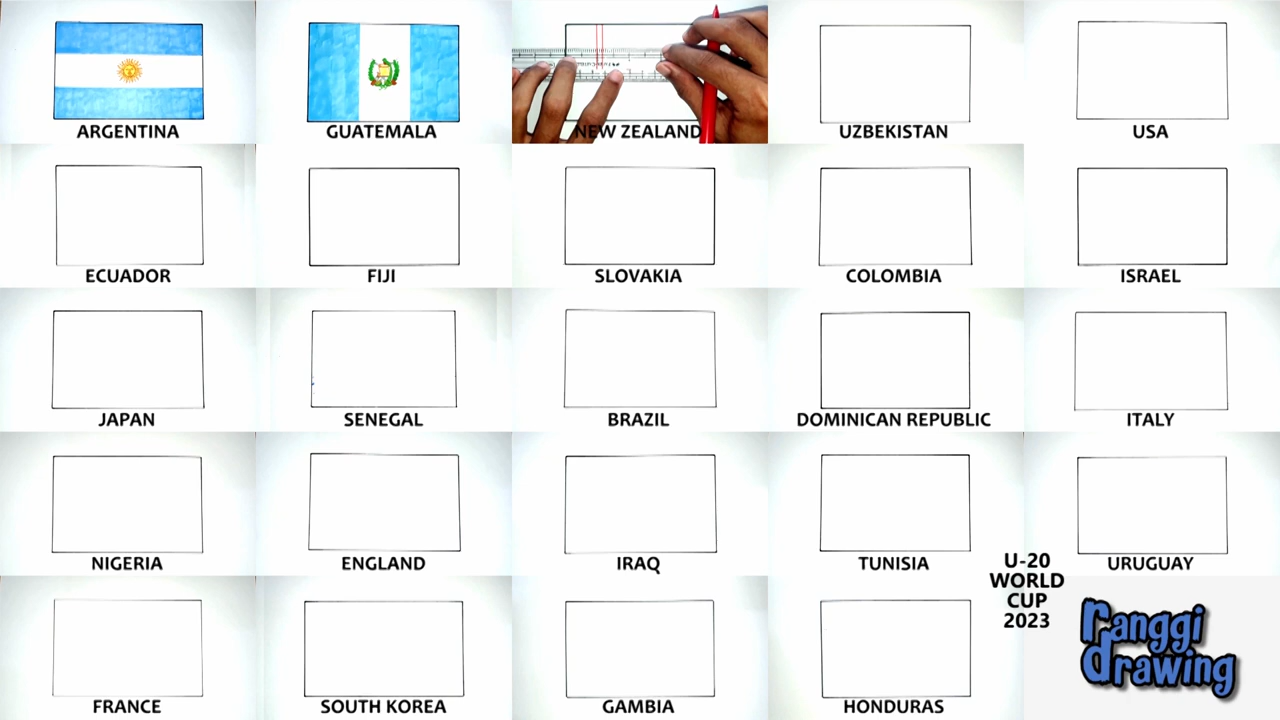 ARGENTINA
GUATEMALA
NEW ZEALAND
UZBEKISTAN
USA
ECUADOR
FIJI
SLOVAKIA
COLOMBIA
ISRAEL
JAPAN
SENEGAL
BRAZIL
DOMINICAN REPUBLIC
ITALY
NIGERIA
ENGLAND
IRAQ
TUNISIA
URUGUAY
U-20
WORLD
CUP
2023
FRANCE
SOUTH KOREA
GAMBIA
HONDURAS
ranggi
drawing